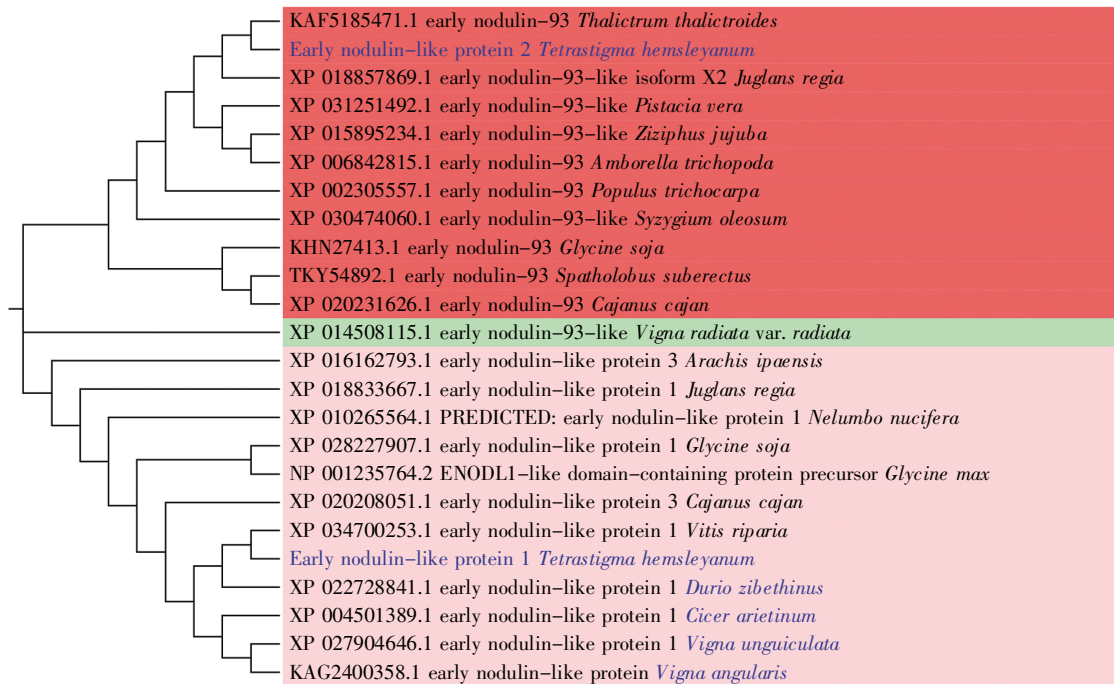 KAF5185471.1 early nodulin−93 Thalictrum thalictroides
Early nodulin−like protein 2 Tetrastigma hemsleyanum
XP 018857869.1 early nodulin−93−like isoform X2 Juglans regia
XP 031251492.1 early nodulin−93−like Pistacia vera
XP 015895234.1 early nodulin−93−like Ziziphus jujuba
XP 006842815.1 early nodulin−93 Amborella trichopoda
XP 002305557.1 early nodulin−93 Populus trichocarpa
XP 030474060.1 early nodulin−93−like Syzygium oleosum
KHN27413.1 early nodulin−93 Glycine soja
TKY54892.1 early nodulin−93 Spatholobus suberectus
XP 020231626.1 early nodulin−93 Cajanus cajan
XP 014508115.1 early nodulin−93−like Vigna radiata var. radiata
XP 016162793.1 early nodulin−like protein 3 Arachis ipaensis
XP 018833667.1 early nodulin−like protein 1 Juglans regia
XP 010265564.1 PREDICTED: early nodulin−like protein 1 Nelumbo nucifera
XP 028227907.1 early nodulin−like protein 1 Glycine soja
NP 001235764.2 ENODL1−like domain−containing protein precursor Glycine max
XP 020208051.1 early nodulin−like protein 3 Cajanus cajan
XP 034700253.1 early nodulin−like protein 1 Vitis riparia
Early nodulin−like protein 1 Tetrastigma hemsleyanum
XP 022728841.1 early nodulin−like protein 1 Durio zibethinus
XP 004501389.1 early nodulin−like protein 1 Cicer arietinum
XP 027904646.1 early nodulin−like protein 1 Vigna unguiculata
KAG2400358.1 early nodulin−like protein Vigna angularis